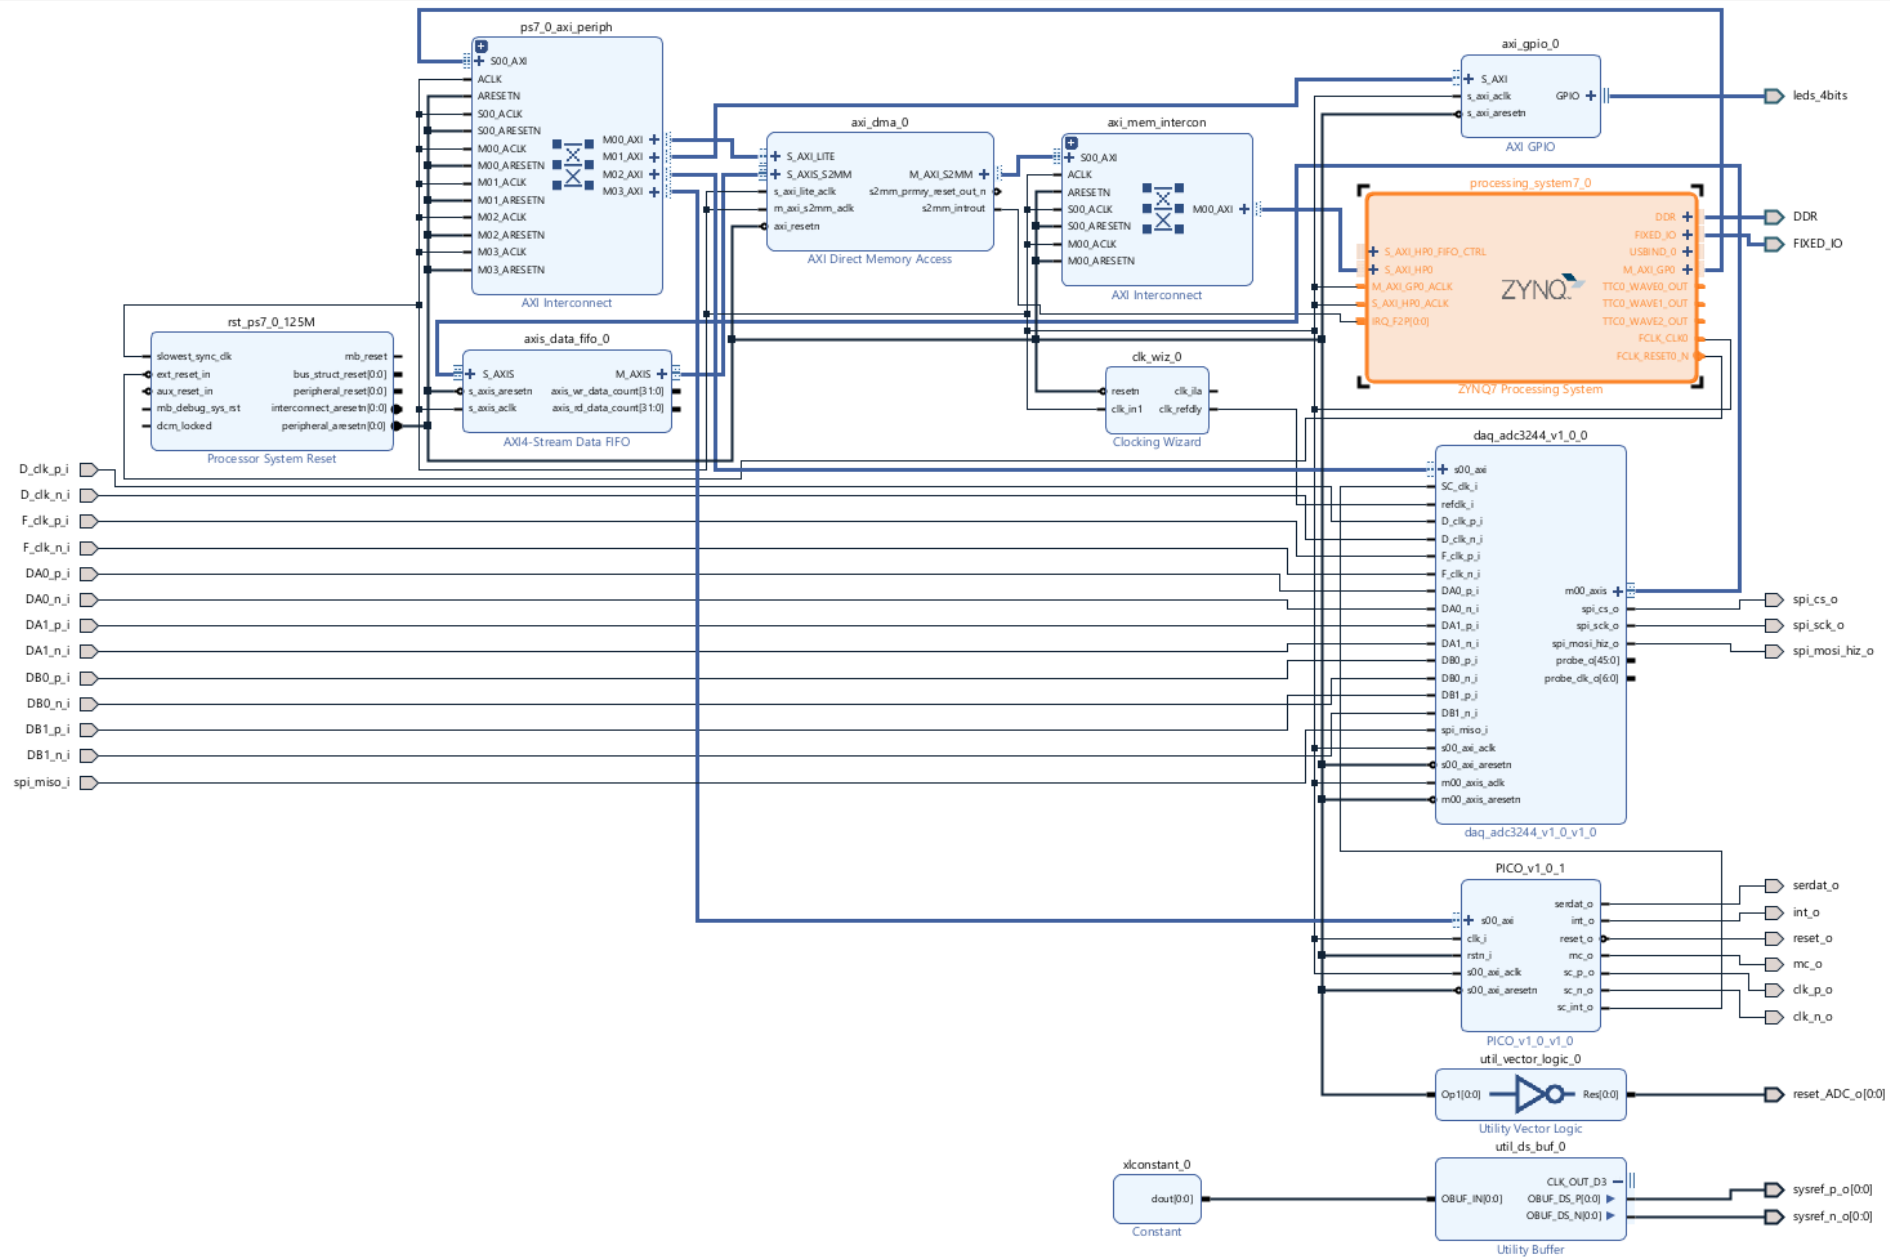 ps7_0_axi_periph
S00_AXI
ACLK
ARESETN
S00_ACLK
S00_ARESETN
M00_ACLK
M00_ARESETN
M01_ACLK
M01_ARESETN
M02_ACLK
M02_ARESETN
M03_ACLK
M03_ARESETN
M00_AXI
M01_AXI
M02_AXI
M03_AXI
AXI Interconnect
axi_dma_0
S_AXI_LITE
S_AXIS_S2MM
s_axi_lite_aclk
m_axi_s2mm_aclk
axi_resetn
M_AXI_S2MM
s2mm_prmry_reset_out_n
s2mm_introut
AXI Direct Memory Access
axi_mem_intercon
S00_AXI
ACLK
ARESETN
S00_ACLK
S00_ARESETN
M00_ACLK
M00_ARESETN
M00_AXI
AXI Interconnect
axi_gpio_0
S_AXI
s_axi_aclk
s_axi_aresetn
GPIO
AXI GPIO
leds_4bits
processing_system7_0
S_AXI_HP0_FIFO_CTRL
S_AXI_HP0
M_AXI_GP0_ACLK
S_AXI_HP0_ACLK
IRQ_F2P[0:0]
ZYNQ
DDR
FIXED_IO
USBIND_0
M_AXI_GP0
TTC0_WAVE0_OUT
TTC0_WAVE1_OUT
TTC0_WAVE2_OUT
FCLK_CLK0
FCLK_RESET0_N
ZYNQ7 Processing System
DDR
FIXED_IO
rst_ps7_0_125M
slowest_sync_clk
ext_reset_in
aux_reset_in
mb_debug_sys_rst
dcm_locked
mb_reset
bus_struct_reset[0:0]
peripheral_reset[0:0]
interconnect_aresetn[0:0]
peripheral_aresetn[0:0]
Processor System Reset
axis_data_fifo_0
S_AXIS
s_axis_aresetn
s_axis_aclk
M_AXIS
axis_wr_data_count[31:0]
axis_rd_data_count[31:0]
AXI4-Stream Data FIFO
clk_wiz_0
resetn
clk_in1
clk_ila
clk_refdly
Clocking Wizard
D_clk_p_i
D_clk_n_i
F_clk_p_i
F_clk_n_i
DA0_p_i
DA0_n_i
DA1_p_i
DA1_n_i
DB0_p_i
DB0_n_i
DB1_p_i
DB1_n_i
spi_miso_i
daq_adc3244_v1_0_0
s00_axi
SC_clk_i
refclk_i
D_clk_p_i
D_clk_n_i
F_clk_p_i
F_clk_n_i
DA0_p_i
DA0_n_i
DA1_p_i
DA1_n_i
DB0_p_i
DB0_n_i
DB1_p_i
DB1_n_i
spi_miso_i
s00_axi_aclk
s00_axi_aresetn
m00_axis_aclk
m00_axis_aresetn
m00_axis
spi_cs_o
spi_sck_o
spi_mosi_hiz_o
probe_o[45:0]
probe_clk_o[6:0]
daq_adc3244_v1_0_v1_0
spi_cs_o
spi_sck_o
spi_mosi_hiz_o
PICO_v1_0_1
s00_axi
clk_i
rstn_i
s00_axi_aclk
s00_axi_aresetn
serdat_o
int_o
reset_o
mc_o
sc_p_o
sc_n_o
sc_int_o
PICO_v1_0_v1_0
serdat_o
int_o
reset_o
mc_o
clk_p_o
clk_n_o
util_vector_logic_0
Op1[0:0]
Res[0:0]
Utility Vector Logic
reset_ADC_o[0:0]
xlconstant_0
dout[0:0]
Constant
util_ds_buf_0
OBUF_IN[0:0]
CLK_OUT_D3
OBUF_DS_P[0:0]
OBUF_DS_N[0:0]
Utility Buffer
sysref_p_o[0:0]
sysref_n_o[0:0]